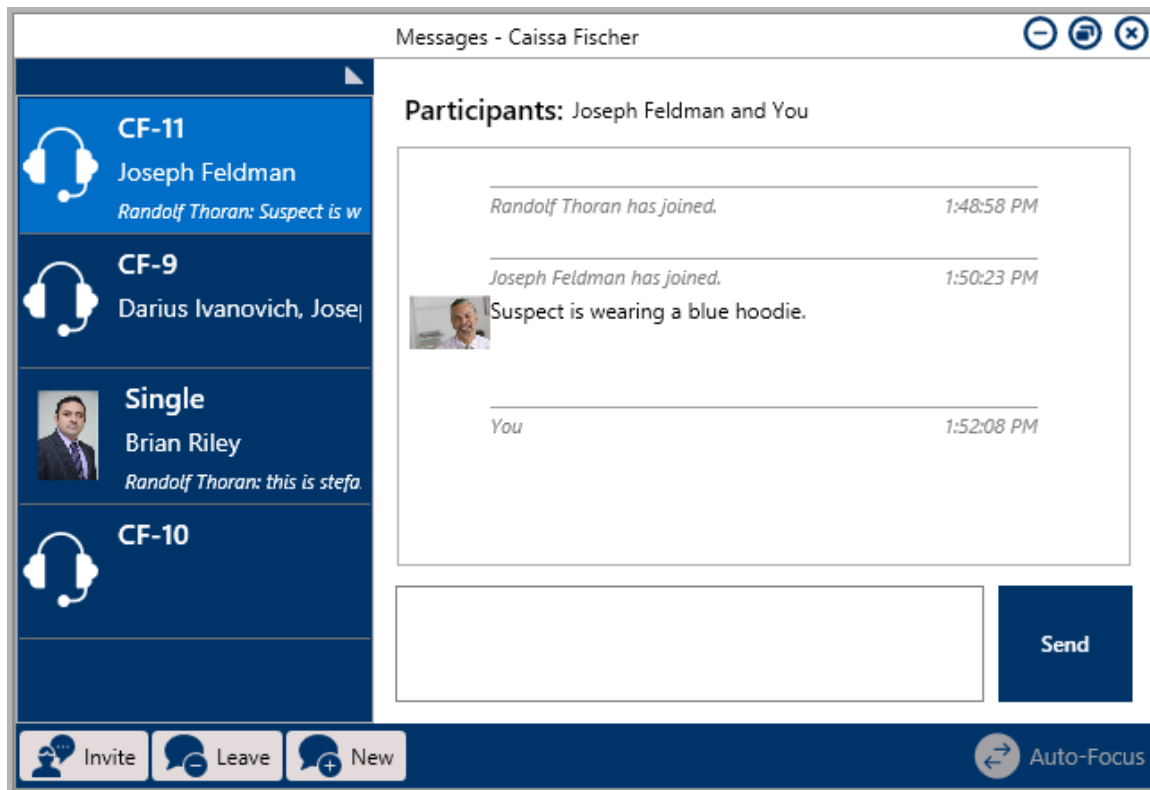 Messages - Caissa Fischer
CF-11
Joseph Feldman
Randolf Thoran: Suspect is w
CF-9
Darius Ivanovich, Jose
Single
Brian Riley
Randolf Thoran: this is stefa.
CF-10
Participants: Joseph Feldman and You
Randolf Thoran has joined. 1:48:58 PM
Joseph Feldman has joined. 1:50:23 PM
Suspect is wearing a blue hoodie.
You 1:52:08 PM
Send
Invite Leave New Auto-Focus